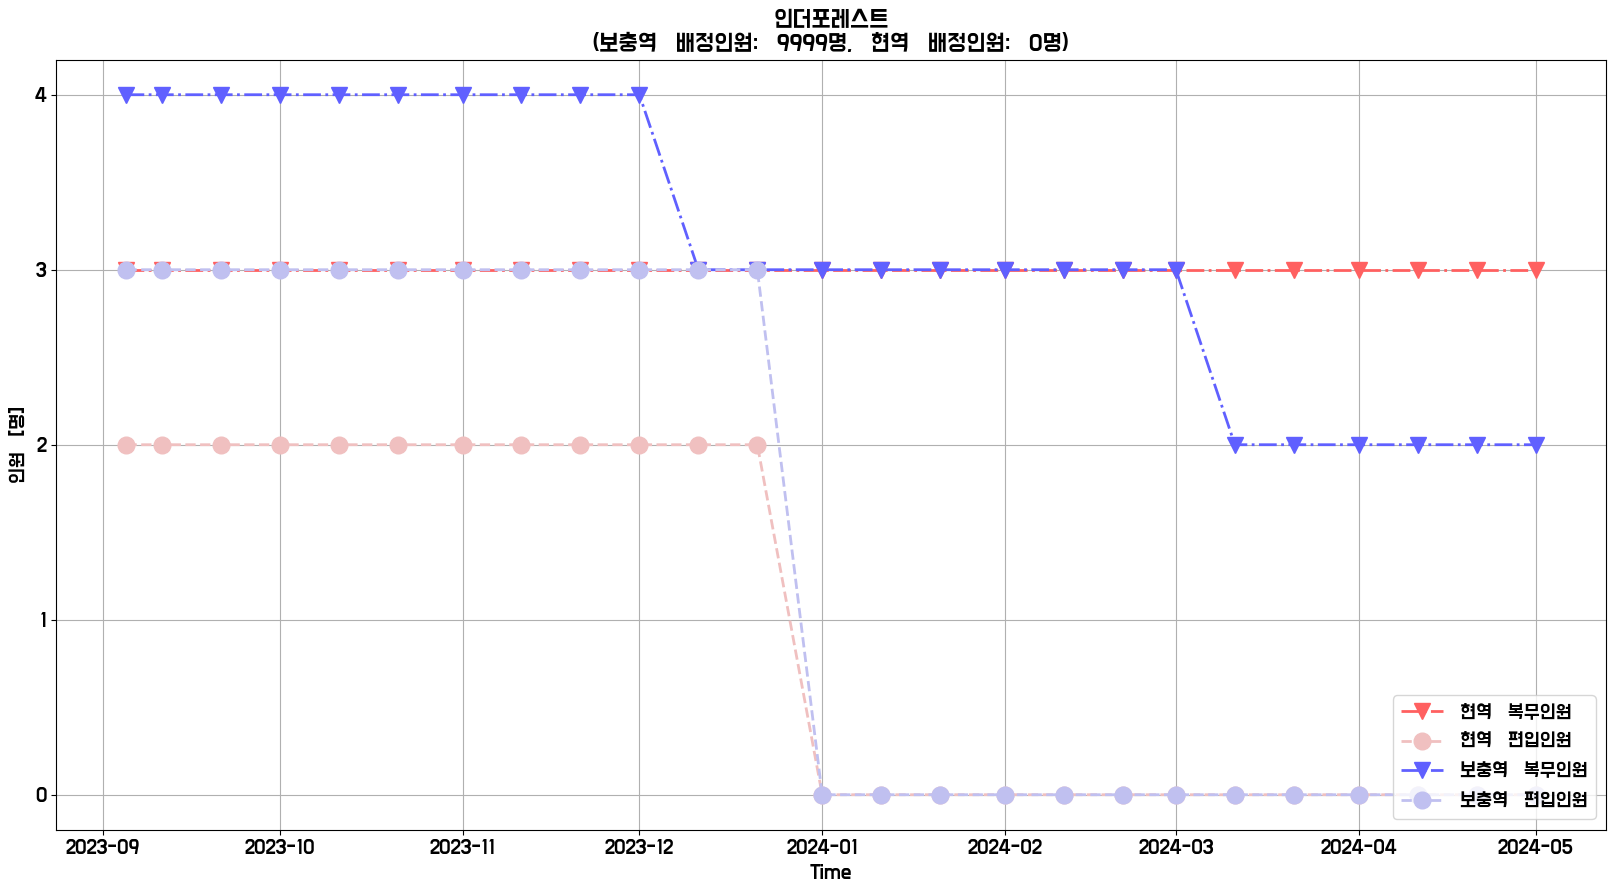 인더포레스트
(보충역 배정인원: 9999명, 현역 배정인원: 0명)
4
3
2
1
0
인원 [명]
2023-09
2023-10
2023-11
2023-12
2024-01
2024-02
2024-03
2024-04
2024-05
Time
현역 복무인원
현역 편입인원
보충역 복무인원
보충역 편입인원